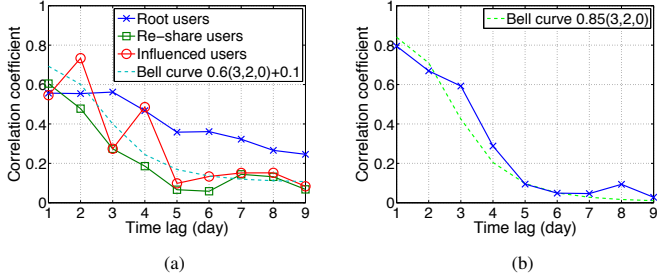 Root users
Re-share users
Influenced users
Bell curve 0.6(3,2,0)+0.1
Correlation coefficient
1
0.8
0.6
0.4
0.2
0
1 2 3 4 5 6 7 8 9
Time lag (day)
(a)
Bell curve 0.85(3,2,0)
Correlation coefficient
1
0.8
0.6
0.4
0.2
0
1 2 3 4 5 6 7 8 9
Time lag (day)
(b)